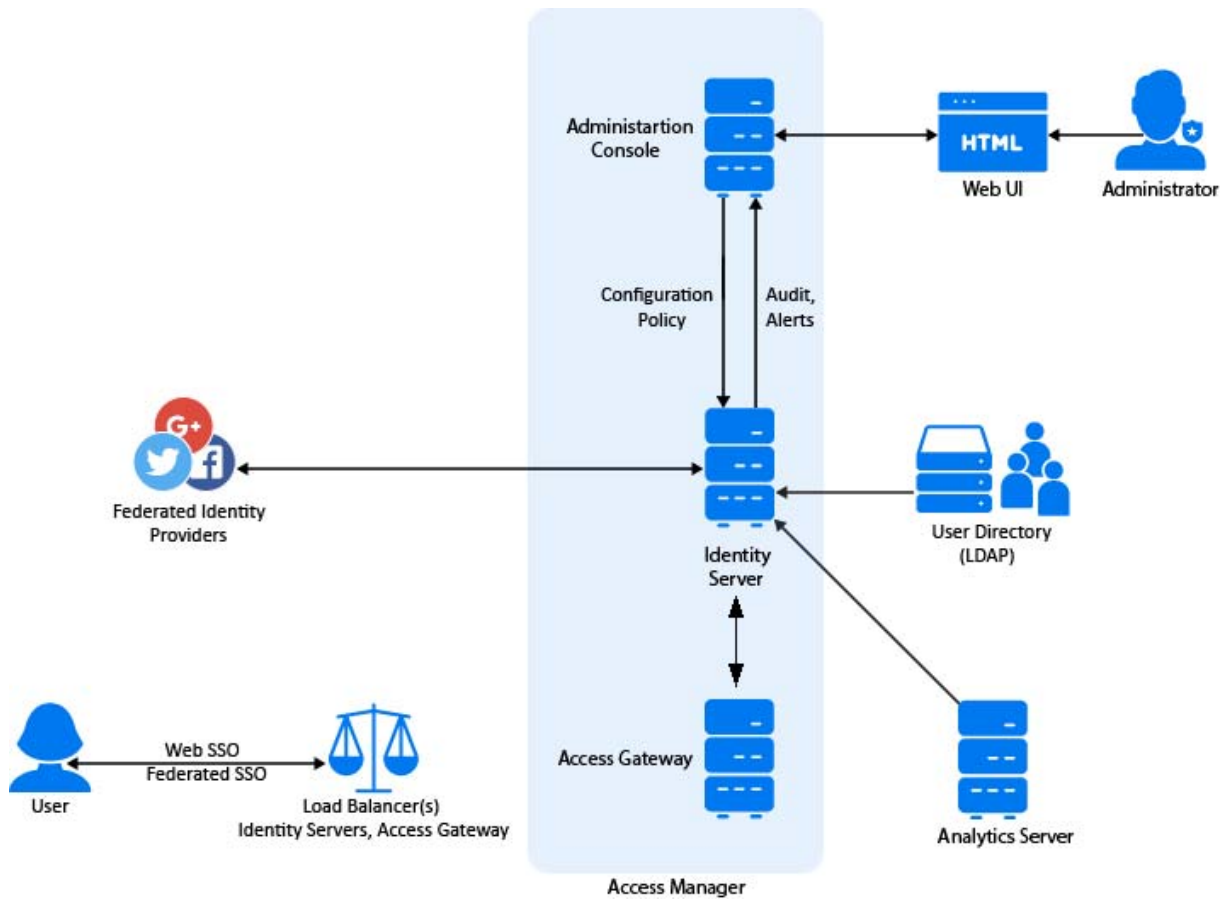 Administartion
Console
HTML
Web UI
Administrator
Configuration
Policy
Audit,
Alerts
G+
f
Federated Identity
Providers
Identity
Server
User Directory
(LDAP)
Web SSO
Federated SSO
User
Load Balancer(s)
Identity Servers, Access Gateway
Access Gateway
Analytics Server
Access Manager